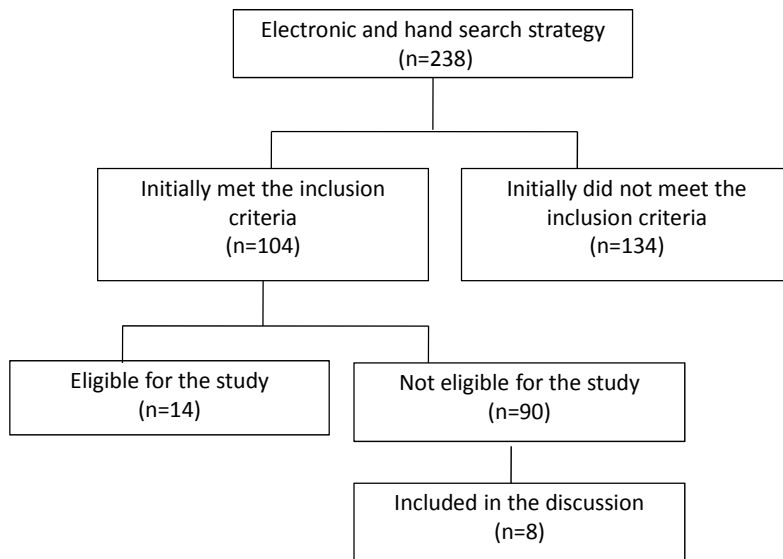 Electronic and hand search strategy
(n=238)
Initially met the inclusion
criteria
(n=104)
Initially did not meet the
inclusion criteria
(n=134)
Eligible for the study
(n=14)
Not eligible for the study
(n=90)
Included in the discussion
(n=8)